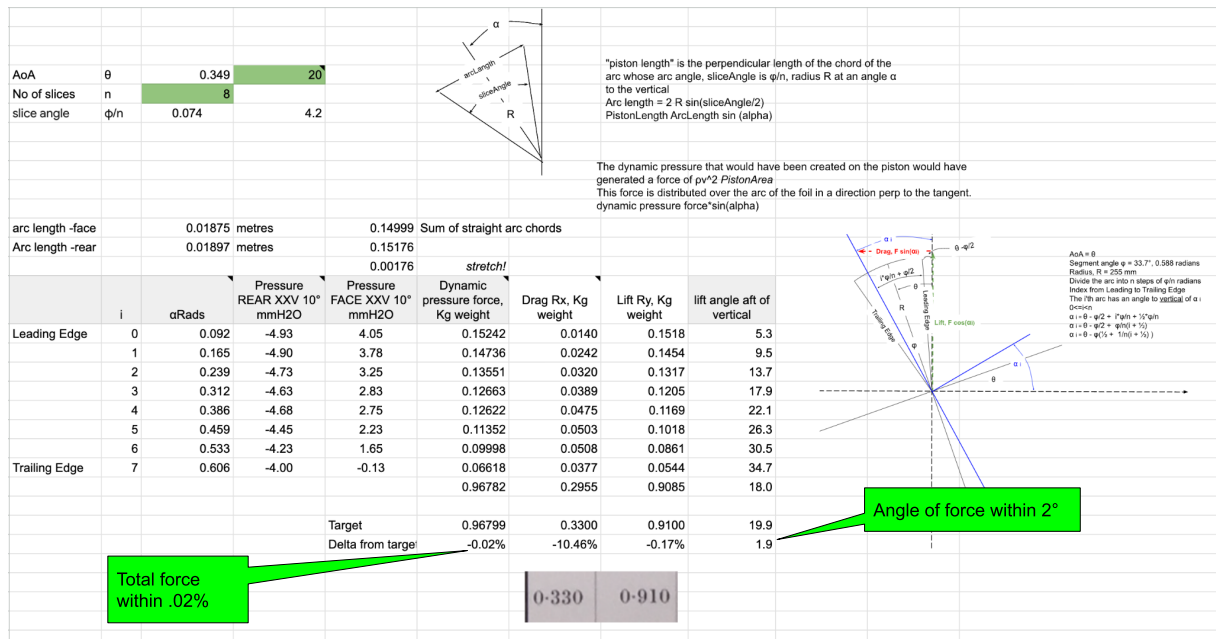 α
arcLength
sliceAngle
R
"piston length" is the perpendicular length of the chord of the
arc whose arc angle, sliceAngle is φ/n, radius R at an angle α
to the vertical
Arc length = 2 R sin(sliceAngle/2)
PistonLength ArcLength sin (alpha)
AoA θ 0.349 20
No of slices n 8
slice angle ϕ/n 0.074 4.2
The dynamic pressure that would have been created on the piston would have
generated a force of ρv^2 PistonArea
This force is distributed over the arc of the foil in a direction perp to the tangent.
dynamic pressure force*sin(alpha)
arc length -face 0.01875 metres 0.14999 Sum of straight arc chords
Arc length -rear 0.01897 metres 0.15176
0.00176 stretch!
i αRads Pressure REAR XXV 10° mmH2O Pressure FACE XXV 10° mmH2O Dynamic pressure force, Kg weight Drag Rx, Kg weight Lift Ry, Kg weight lift angle aft of vertical
Leading Edge 0 0.092 -4.93 4.05 0.15242 0.0140 0.1518 5.3
1 0.165 -4.90 3.78 0.14736 0.0242 0.1454 9.5
2 0.239 -4.73 3.25 0.13551 0.0320 0.1317 13.7
3 0.312 -4.63 2.83 0.12663 0.0389 0.1205 17.9
4 0.386 -4.68 2.75 0.12622 0.0475 0.1169 22.1
5 0.459 -4.45 2.23 0.11352 0.0503 0.1018 26.3
6 0.533 -4.23 1.65 0.09998 0.0508 0.0861 30.5
Trailing Edge 7 0.606 -4.00 -0.13 0.06618 0.0377 0.0544 34.7
0.96782 0.2955 0.9085 18.0
Target 0.96799 0.3300 0.9100 19.9
Delta from target -0.02% -10.46% -0.17% 1.9
α i
Drag, F sin(αi)
θ -φ/2
i*φ/n + φ/2
θ
R
Leading Edge
Trailing Edge
Lift, F cos(αi)
φ
α i
θ
AoA = θ
Segment angle φ = 33.7°, 0.588 radians
Radius, R = 255 mm
Divide the arc into n steps of φ/n radians
Index from Leading to Trailing Edge
The i'th arc has an angle to vertical of α i
0<=i<n
α i = θ - φ/2 + i*φ/n + ½*φ/n
α i = θ - φ/2 + φ/n(i + ½)
α i = θ - φ(½ + 1/n(i + ½) )
Angle of force within 2°
Total force
within .02%
0·330 0·910